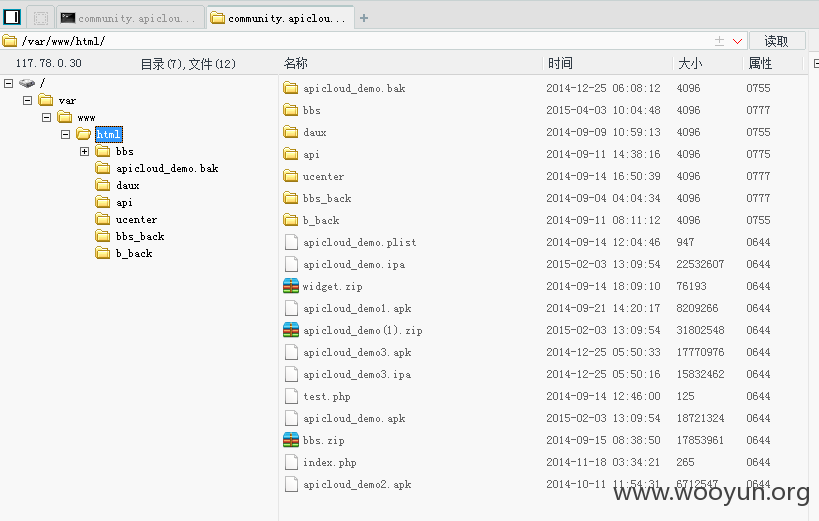 community.apiclou... community.apiclou...
/var/www/html/ 读取
117.78.0.30 目录(7),文件(12) 名称 时间 大小 属性
/
var
www
html
bbs
apicloud_demo.bak
daux
api
ucenter
bbs_back
b_back
apicloud_demo.bak 2014-12-25 06:08:12 4096 0755
bbs 2015-04-03 10:04:48 4096 0777
daux 2014-09-09 10:59:13 4096 0755
api 2014-09-11 14:38:16 4096 0775
ucenter 2014-09-14 16:50:39 4096 0777
bbs_back 2014-09-04 04:04:34 4096 0777
b_back 2014-09-11 08:11:12 4096 0755
apicloud_demo.plist 2014-09-14 12:04:46 947 0644
apicloud_demo.ipa 2015-02-03 13:09:54 22532607 0644
widget.zip 2014-09-14 18:09:10 76193 0644
apicloud_demo1.apk 2014-09-21 14:20:17 8209266 0644
apicloud_demo(1).zip 2015-02-03 13:09:54 31802548 0644
apicloud_demo3.apk 2014-12-25 05:50:33 17770976 0644
apicloud_demo3.ipa 2014-12-25 05:50:16 15832462 0644
test.php 2014-09-14 12:46:00 125 0644
apicloud_demo.apk 2015-02-03 13:09:54 18721324 0644
bbs.zip 2014-09-15 08:38:50 17853961 0644
index.php 2014-11-18 03:34:21 265 0644
apicloud_demo2.apk 2014-10-11 11:54:31 6712547 0644
www.wooyun.org